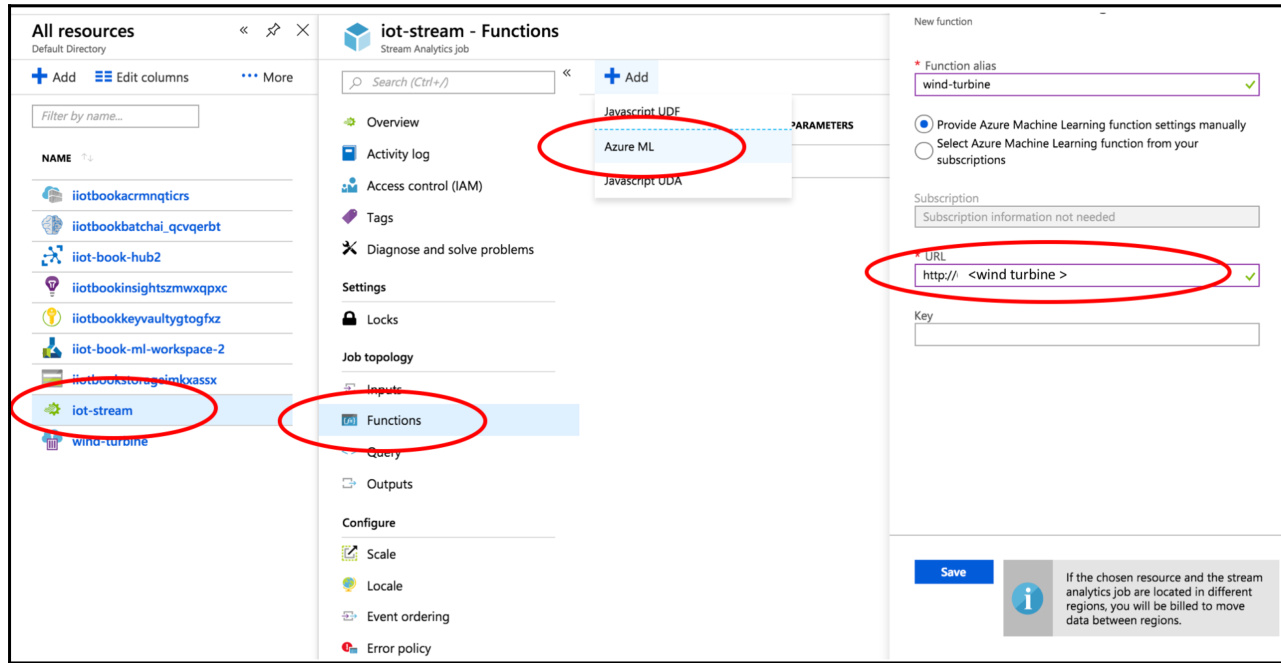 All resources
Default Directory
Add Edit columns ••• More
Filter by name...
NAME
iiotbookacrmnqticrs
iiotbookbatchai_qcvqerbt
iiot-book-hub2
iiotbookinsightszmwxqpxc
iiotbookkeyvaultygtogfxz
iiot-book-ml-workspace-2
iiotbookstorageimkxassx
iot-stream
wind-turbine
iot-stream - Functions
Stream Analytics job
Search (Ctrl+/)
Overview
Activity log
Access control (IAM)
Tags
Diagnose and solve problems
Settings
Locks
Job topology
Inputs
Functions
Query
Outputs
Configure
Scale
Locale
Event ordering
Error policy
Add
Javascript UDF
Azure ML
Javascript UDA
PARAMETERS
New function
* Function alias
wind-turbine
Provide Azure Machine Learning function settings manually
Select Azure Machine Learning function from your
subscriptions
Subscription
Subscription information not needed
* URL
http:// <wind turbine >
Key
Save
If the chosen resource and the stream
analytics job are located in different
regions, you will be billed to move
data between regions.